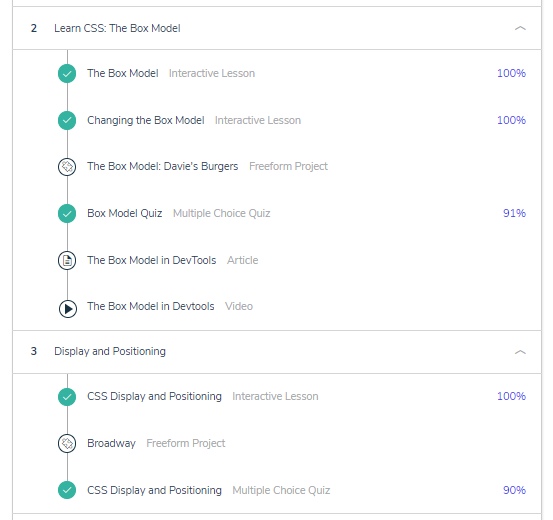 2 Learn CSS: The Box Model
The Box Model Interactive Lesson 100%
Changing the Box Model Interactive Lesson 100%
The Box Model: Davie's Burgers Freeform Project
Box Model Quiz Multiple Choice Quiz 91%
The Box Model in DevTools Article
The Box Model in Devtools Video
3 Display and Positioning
CSS Display and Positioning Interactive Lesson 100%
Broadway Freeform Project
CSS Display and Positioning Multiple Choice Quiz 90%